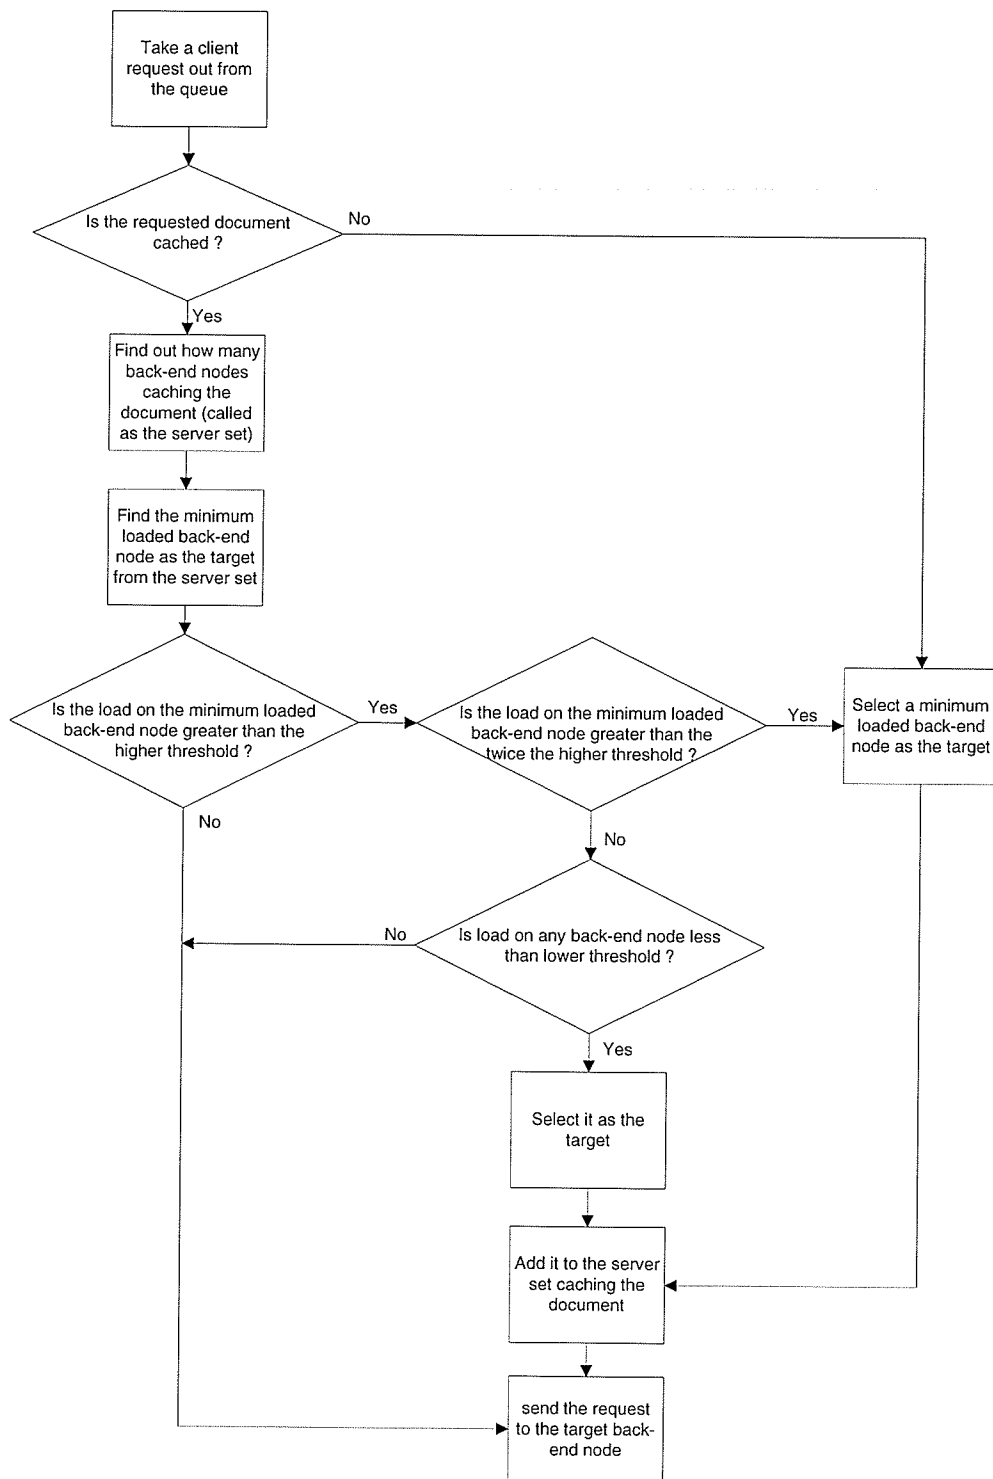 Take a client
request out from
the queue
Is the requested document
cached ?
No
Yes
Find out how many
back-end nodes
caching the
document (called
as the server set)
Find the minimum
loaded back-end
node as the target
from the server set
Is the load on the minimum loaded
back-end node greater than the
higher threshold ?
Yes
Is the load on the minimum loaded
back-end node greater than the
twice the higher threshold ?
Yes
Select a minimum
loaded back-end
node as the target
No
No
Is load on any back-end node less
than lower threshold ?
No
Yes
Select it as the
target
Add it to the server
set caching the
document
send the request
to the target back-
end node